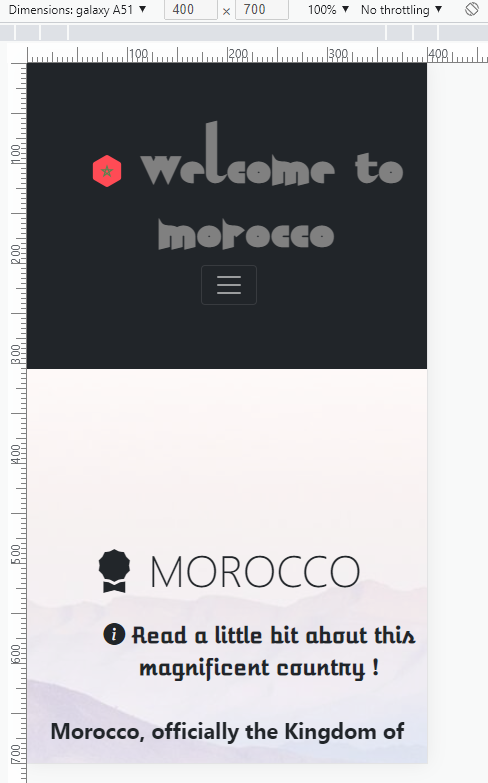 Dimensions: galaxy A51 ▼ 400 × 700 100% ▼ No throttling ▼
100 200 300 400
100
200
300
400
500
600
700
welcome to
morocco
MOROCCO
Read a little bit about this
magnificent country !
Morocco, officially the Kingdom of